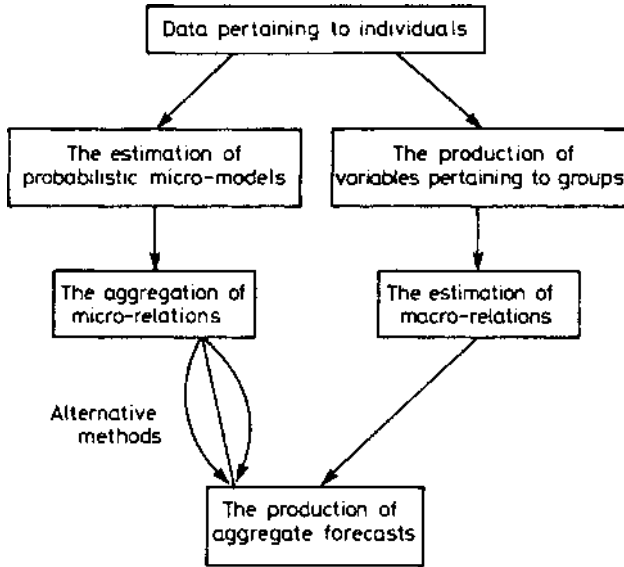 Data pertaining to individuals
The estimation of
probabilistic micro-models
The production of
variables pertaining to groups
The aggregation of
micro-relations
The estimation of
macro-relations
Alternative
methods
The production of
aggregate forecasts